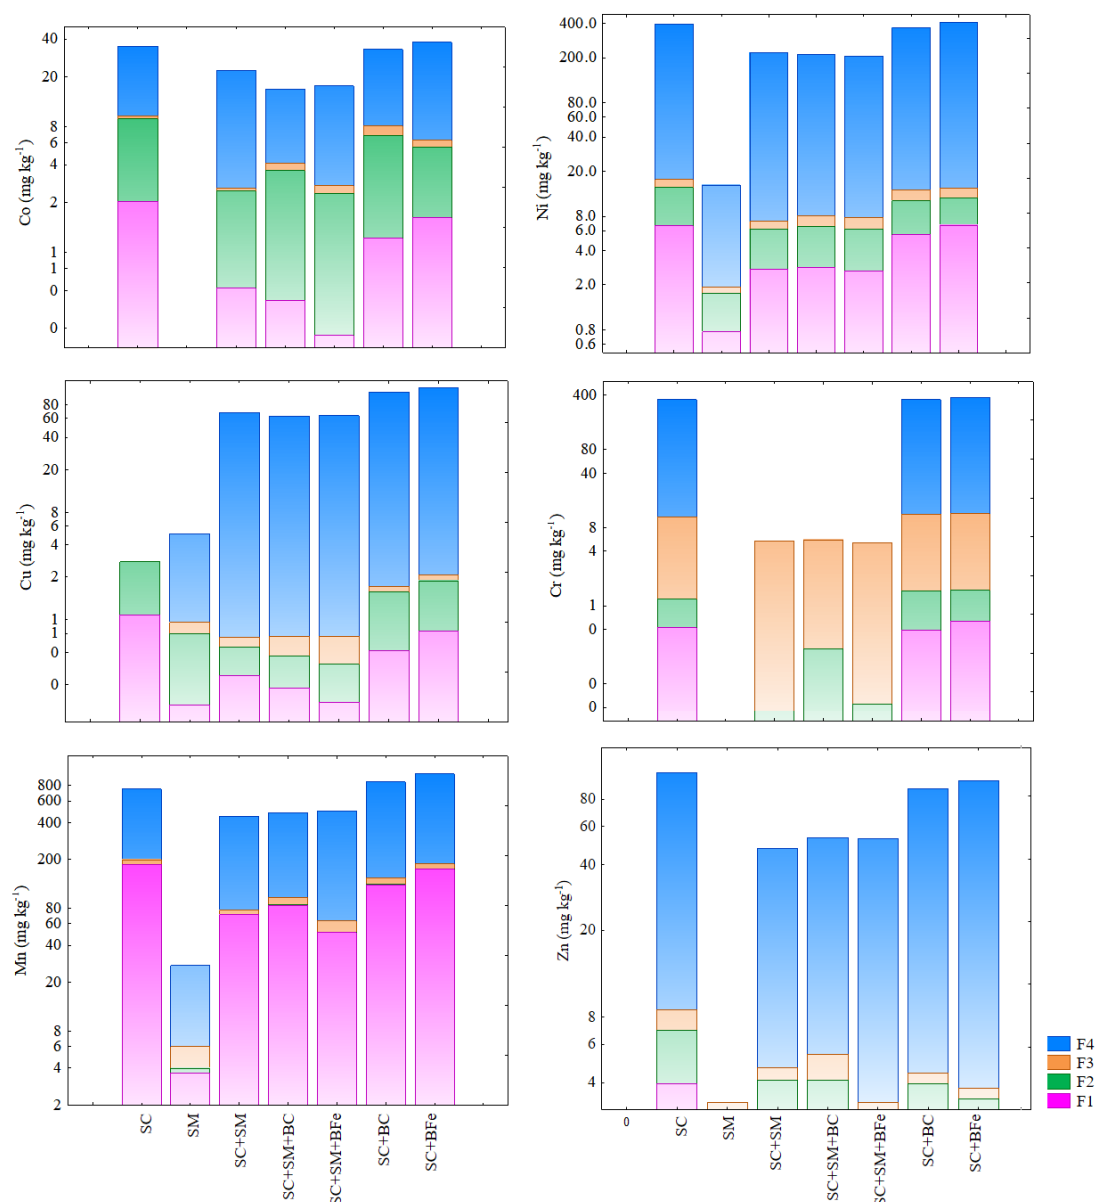 40
20
8
6
4
2
1
1
0
0
Co (mg kg-1)
400.0
200.0
80.0
60.0
40.0
20.0
8.0
6.0
4.0
2.0
0.8
0.6
Ni (mg kg-1)
80
60
40
20
8
6
4
2
1
1
0
0
Cu (mg kg-1)
400
80
40
8
4
1
0
0
0
Cr (mg kg-1)
800
600
400
200
80
60
40
20
8
6
4
2
Mn (mg kg-1)
SC
SM
SC+SM
SC+SM+BC
SC+SM+BFe
SC+BC
SC+BFe
80
60
40
20
8
6
4
Zn (mg kg-1)
0
SC
SM
SC+SM
SC+SM+BC
SC+SM+BFe
SC+BC
SC+BFe
F4
F3
F2
F1